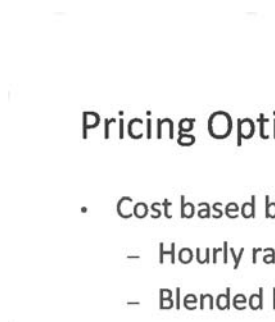 Pricing Opti
• Cost based b
– Hourly ra
– Blended